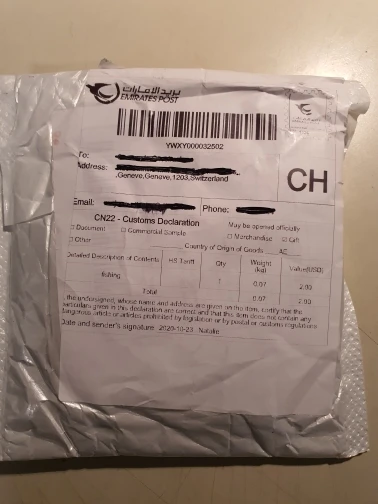 بريد الإمارات
EMIRATES POST
YWXY000032502
To:
Address:
,Geneve,Geneve,1203,Switzerland
CH
Email: Phone:
CN22 - Customs Declaration May be opened officially
□ Document □ Commercial Sample □ Merchandise □ Gift
□ Other Country of Origin of Goods AE
Detailed Description of Contents HS Tariff Qty Weight (kg) Value(USD)
fishing 1 0.07 2.00
Total 0.07 2.00
I, the undersigned, whose name and address are given on the item, certify that the
particulars given in this declaration are correct and that this item does not contain any
dangerous article or articles prohibited by legislation or by postal or customs regulations
Date and sender's signature 2020-10-23 Natalie